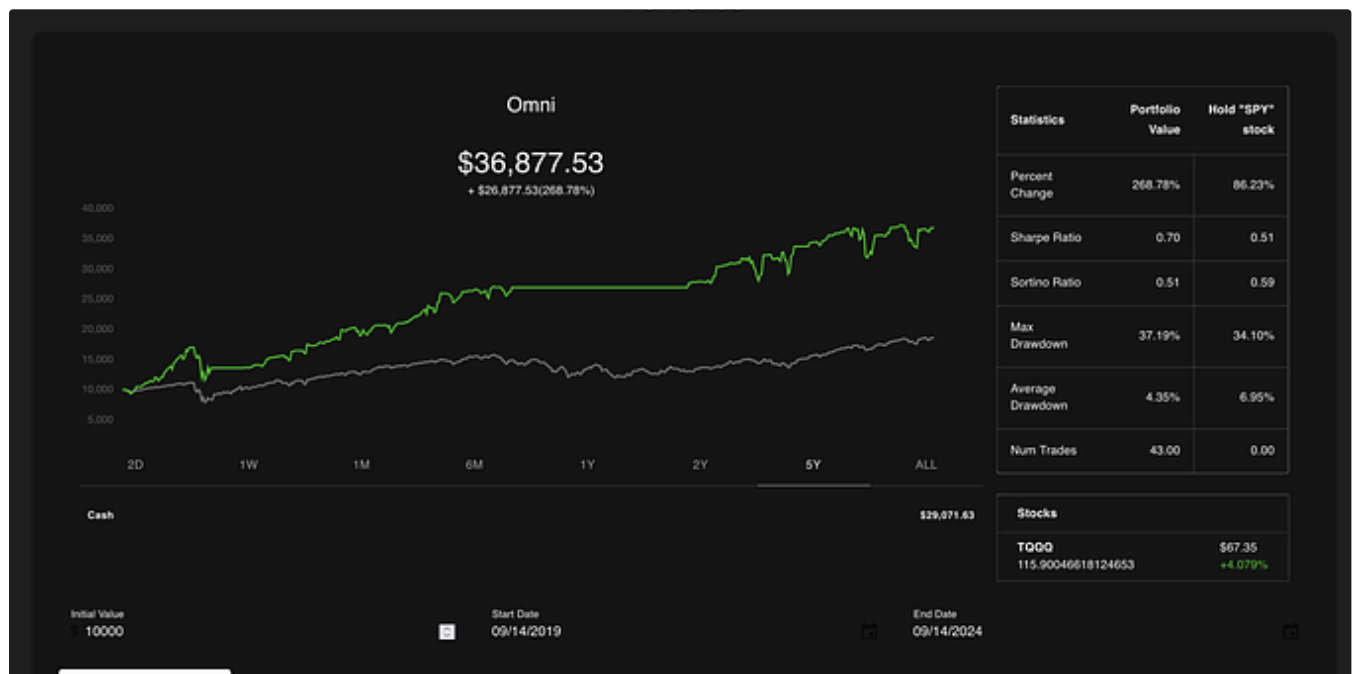 Omni
$36,877.53
+ $26,877.53(268.78%)
40,000
35,000
30,000
25,000
20,000
15,000
10,000
5,000
2D 1W 1M 6M 1Y 2Y 5Y ALL
Cash $29,071.63
Statistics Portfolio Value Hold "SPY" stock
Percent Change 268.78% 86.23%
Sharpe Ratio 0.70 0.51
Sortino Ratio 0.51 0.59
Max Drawdown 37.19% 34.10%
Average Drawdown 4.35% 6.95%
Num Trades 43.00 0.00
Stocks
TQQQ $67.35
115.90046618124653 +4.079%
Initial Value
$ 10000
Start Date
09/14/2019
End Date
09/14/2024